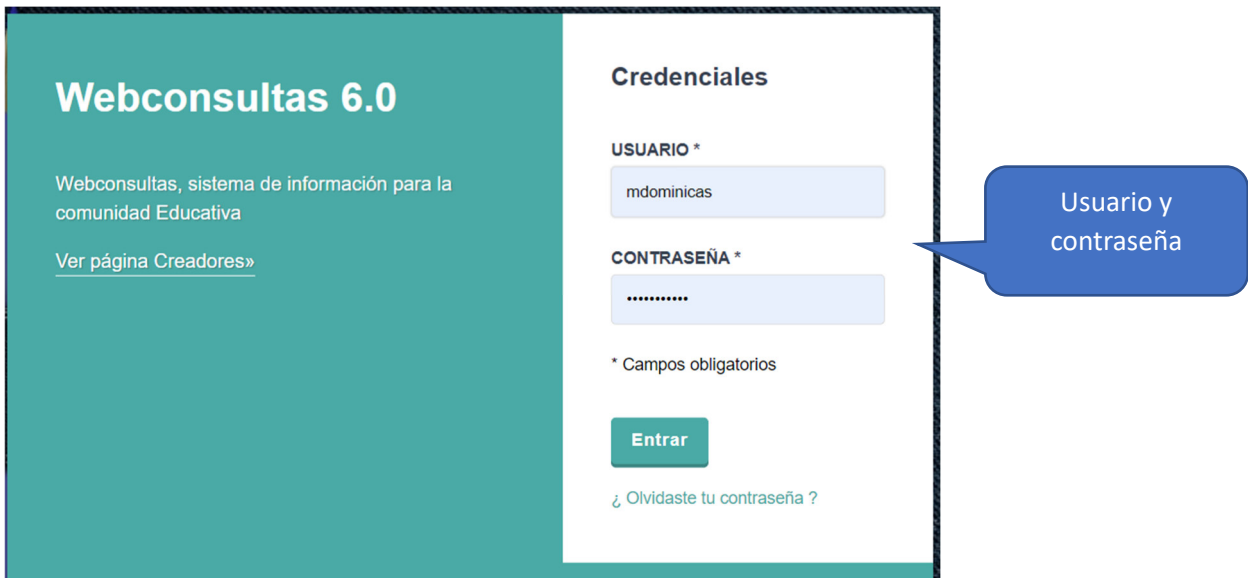 Webconsultas 6.0
Webconsultas, sistema de información para la
comunidad Educativa
Ver página Creadores»
Credenciales
USUARIO *
mdominicas
CONTRASEÑA *
•••••••••••
* Campos obligatorios
Entrar
¿ Olvidaste tu contraseña ?
Usuario y
contraseña